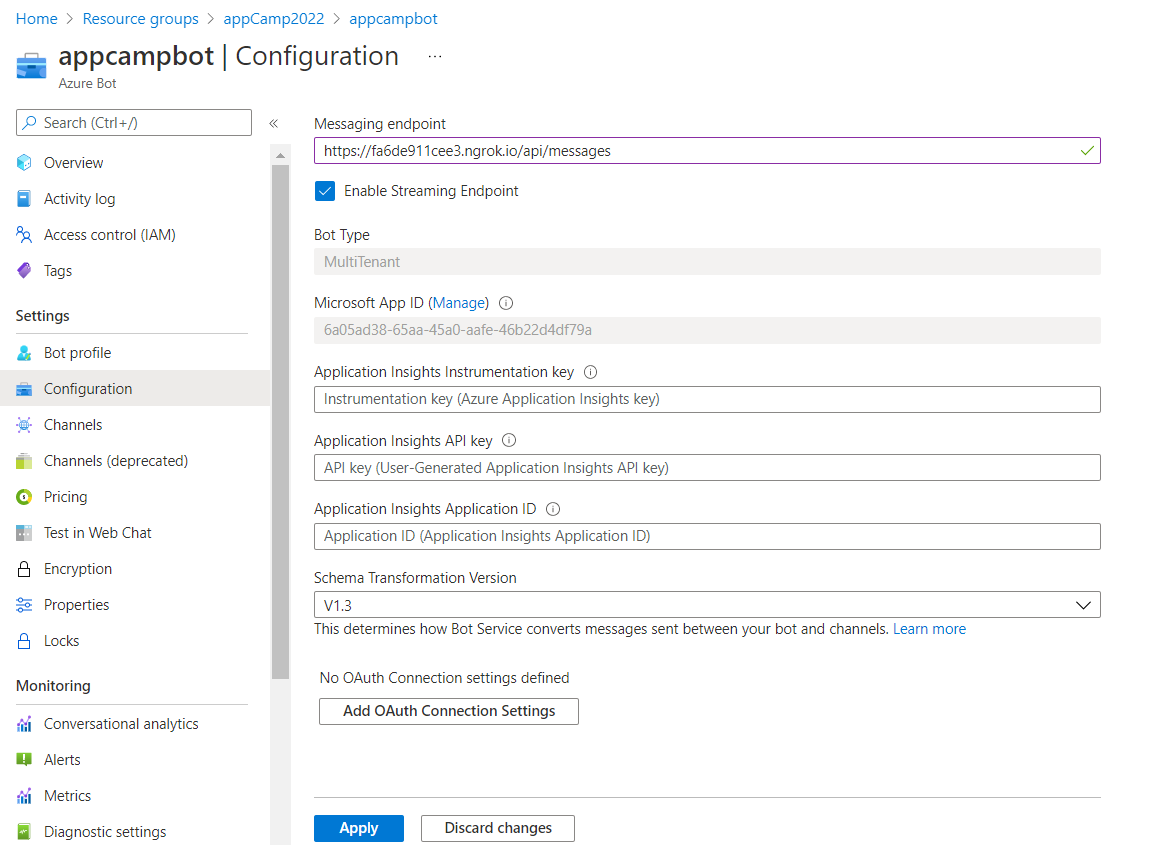 Home > Resource groups > appCamp2022 > appcampbot
appcampbot | Configuration ...
Azure Bot
Search (Ctrl+/)
«
Overview
Activity log
Access control (IAM)
Tags
Settings
Bot profile
Configuration
Channels
Channels (deprecated)
Pricing
Test in Web Chat
Encryption
Properties
Locks
Monitoring
Conversational analytics
Alerts
Metrics
Diagnostic settings
Messaging endpoint
https://fa6de911cee3.ngrok.io/api/messages
Enable Streaming Endpoint
Bot Type
MultiTenant
Microsoft App ID (Manage)
6a05ad38-65aa-45a0-aafe-46b22d4df79a
Application Insights Instrumentation key
Instrumentation key (Azure Application Insights key)
Application Insights API key
API key (User-Generated Application Insights API key)
Application Insights Application ID
Application ID (Application Insights Application ID)
Schema Transformation Version
V1.3
This determines how Bot Service converts messages sent between your bot and channels. Learn more
No OAuth Connection settings defined
Add OAuth Connection Settings
Apply
Discard changes